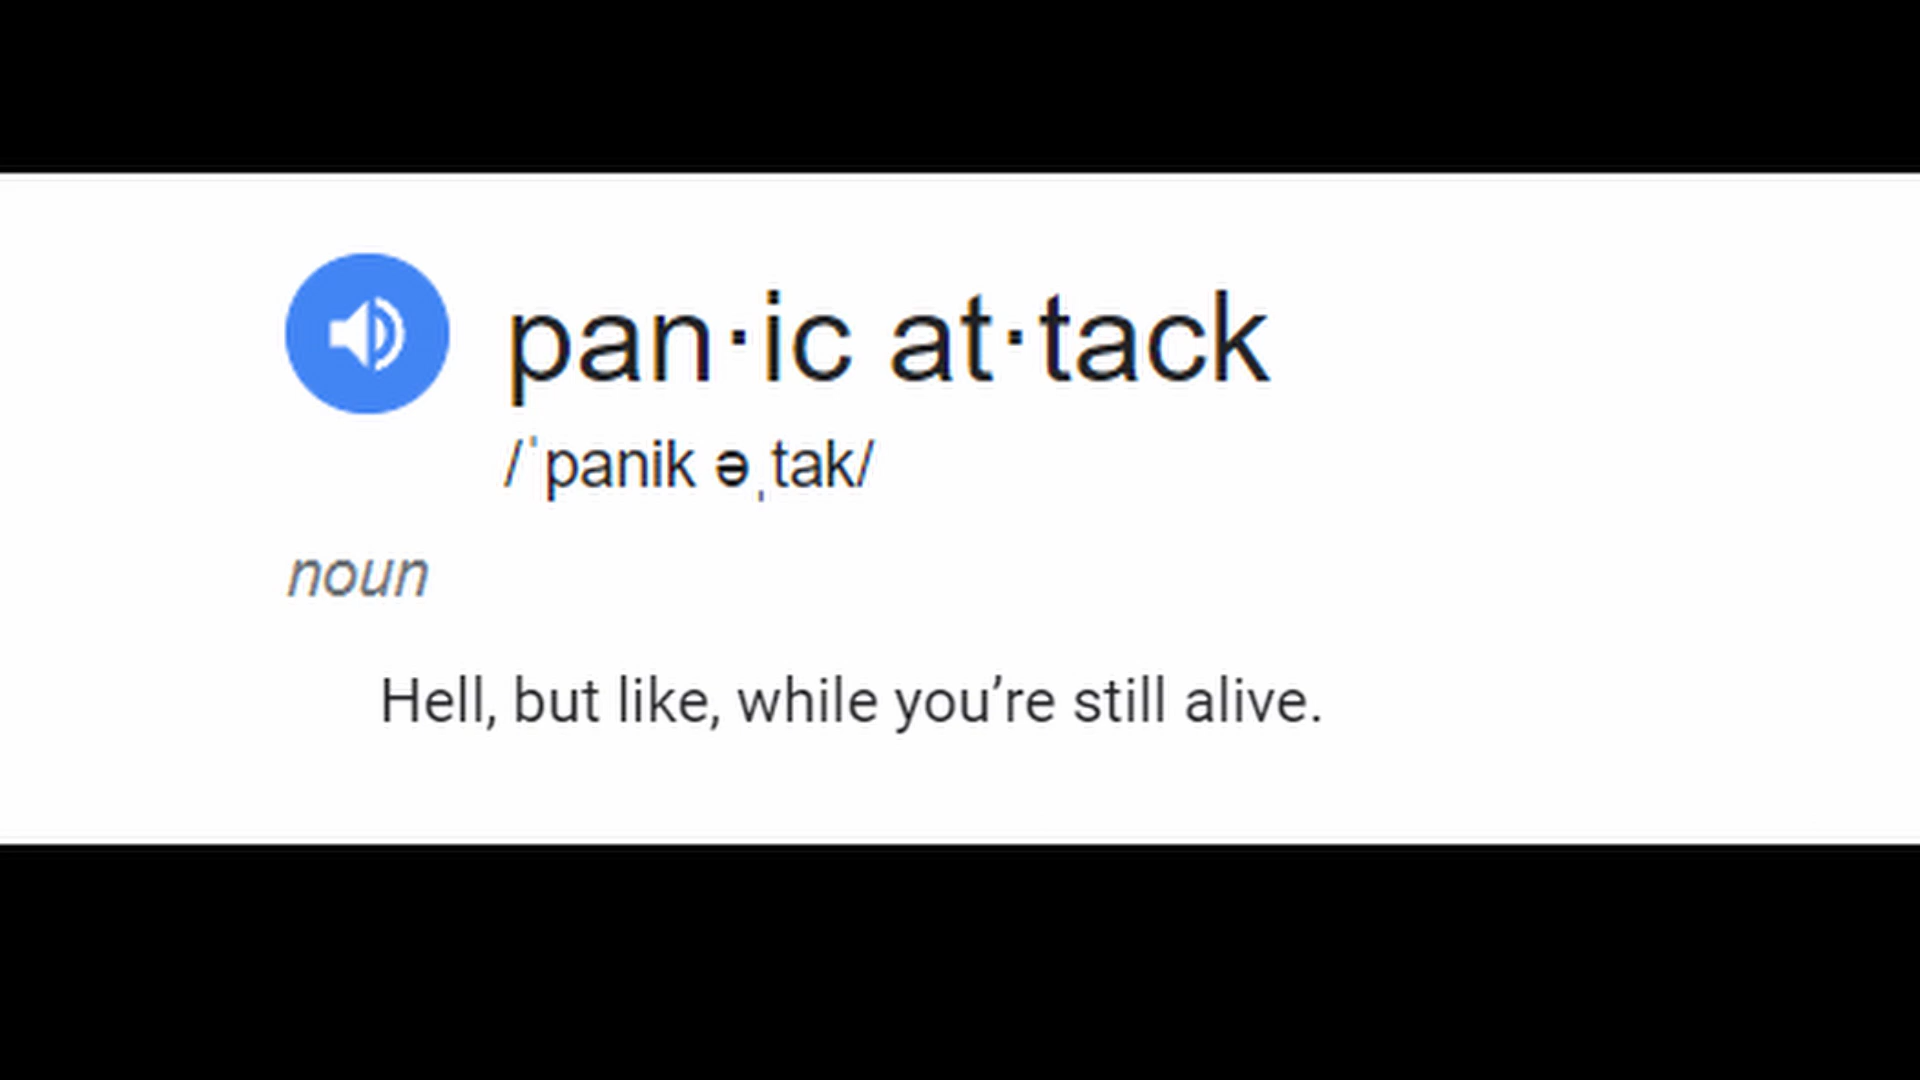 pan·ic at·tack
/ˈpanik əˌtak/
noun
Hell, but like, while you’re still alive.